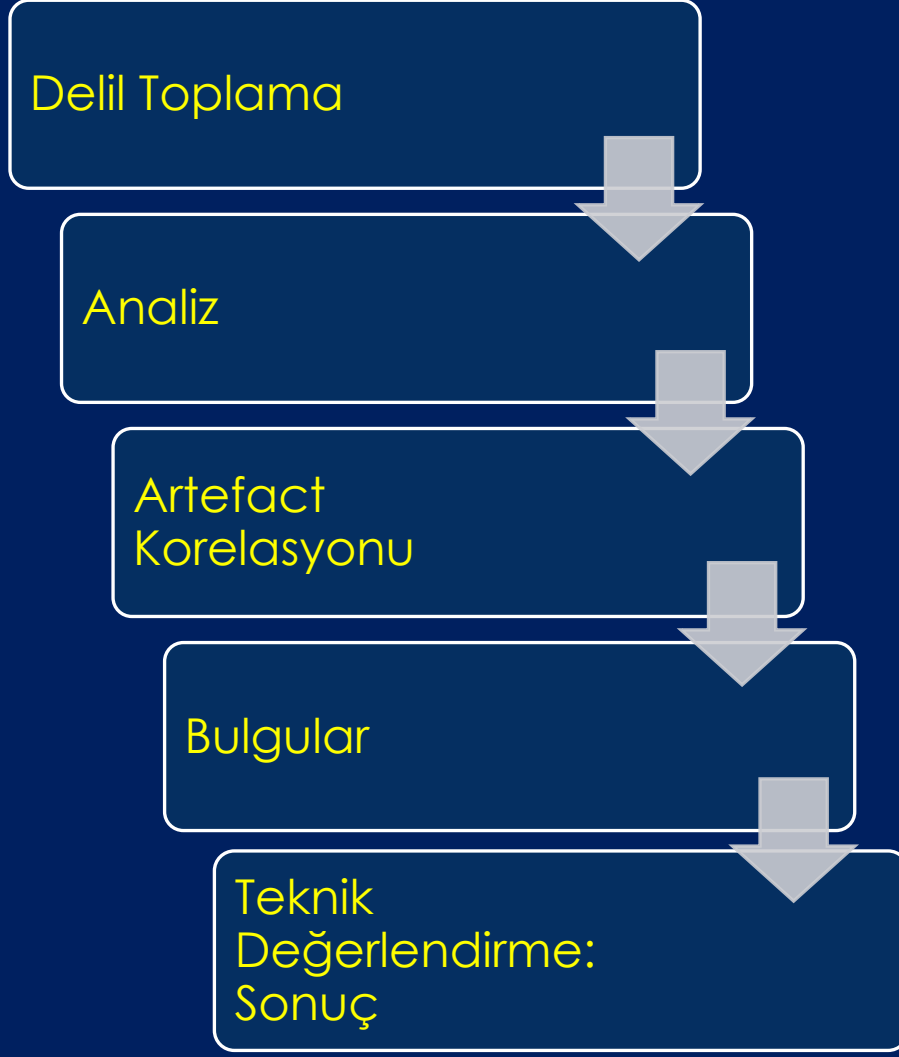 Delil Toplama
Analiz
Artefact
Korelasyonu
Bulgular
Teknik
Değerlendirme:
Sonuç